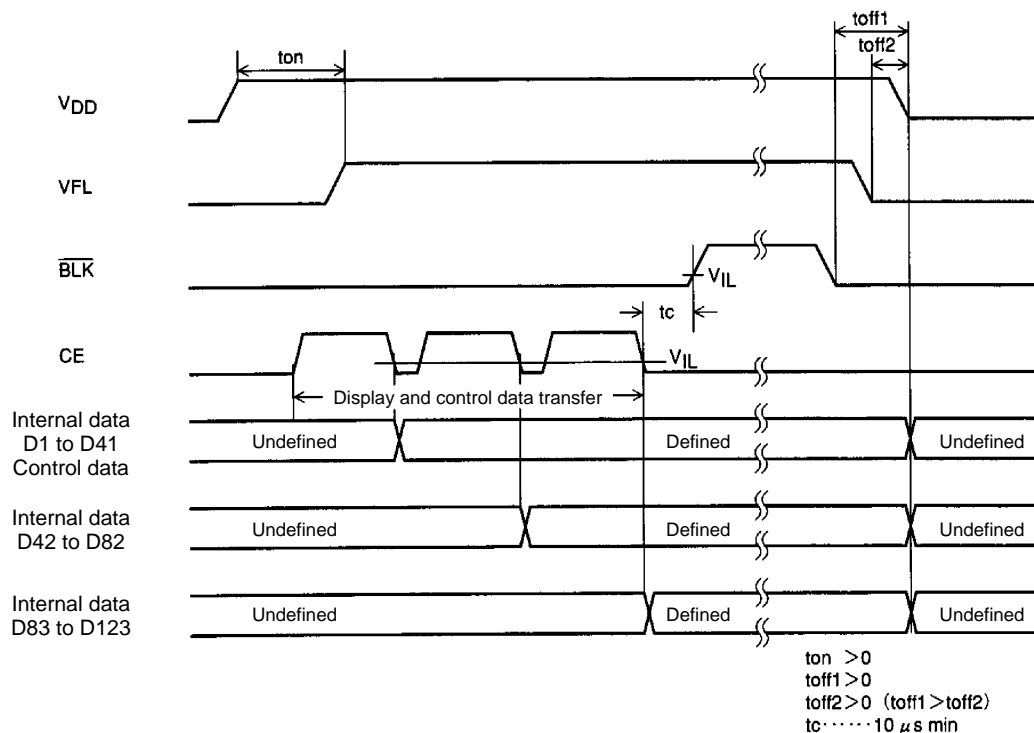 toff1
ton
toff2
VDD
VFL
BLK
VIL
tc
CE
VIL
Display and control data transfer
Internal data
D1 to D41
Control data
Undefined
Defined
Undefined
Internal data
D42 to D82
Undefined
Defined
Undefined
Internal data
D83 to D123
Undefined
Defined
Undefined
ton >0
toff1>0
toff2>0 (toff1>toff2)
tc······10 μs min